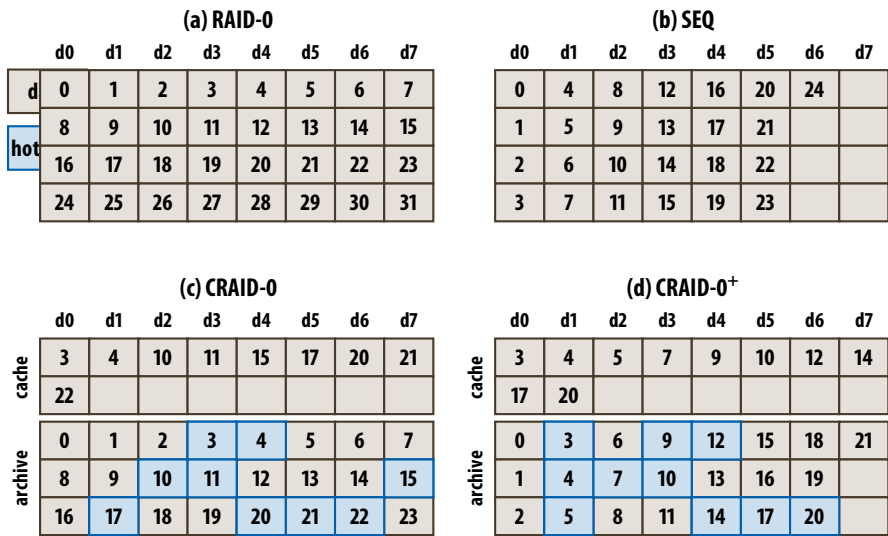 (a) RAID-0
d0 d1 d2 d3 d4 d5 d6 d7
d 0 1 2 3 4 5 6 7
hot 8 9 10 11 12 13 14 15
16 17 18 19 20 21 22 23
24 25 26 27 28 29 30 31
(b) SEQ
d0 d1 d2 d3 d4 d5 d6 d7
0 4 8 12 16 20 24
1 5 9 13 17 21
2 6 10 14 18 22
3 7 11 15 19 23
(c) CRAID-0
d0 d1 d2 d3 d4 d5 d6 d7
cache
3 4 10 11 15 17 20 21
22
archive
0 1 2 3 4 5 6 7
8 9 10 11 12 13 14 15
16 17 18 19 20 21 22 23
(d) CRAID-0+
d0 d1 d2 d3 d4 d5 d6 d7
cache
3 4 5 7 9 10 12 14
17 20
archive
0 3 6 9 12 15 18 21
1 4 7 10 13 16 19
2 5 8 11 14 17 20